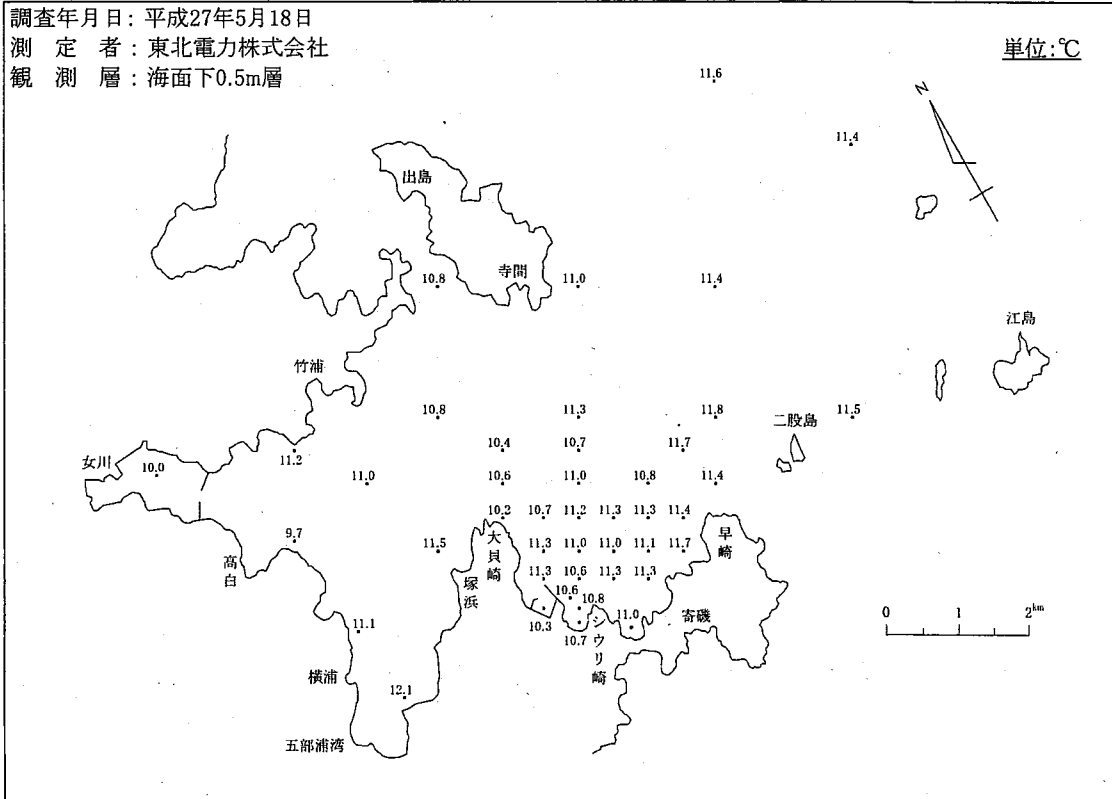 調査年月日：平成27年5月18日
測 定 者：東北電力株式会社
観 測 層：海面下0.5m層
単位:℃
11.6
N
11.4
出島
寺間
10.8
11.0
11.4
江島
竹浦
10.8
11.3
11.8
11.5
二股島
女川
10.0
11.2
10.4
10.7
11.7
11.0
10.6
11.0
10.8
11.4
10.2
10.7
11.2
11.3
11.3
11.4
9.7
高白
11.5
大貝崎
11.3
11.0
11.0
11.1
11.7
早崎
塚浜
11.3
10.6
11.3
11.3
10.6
10.8
10.3
10.7
シウリ崎
11.0
寄磯
0 1 2km
11.1
横浦
12.1
五部浦湾